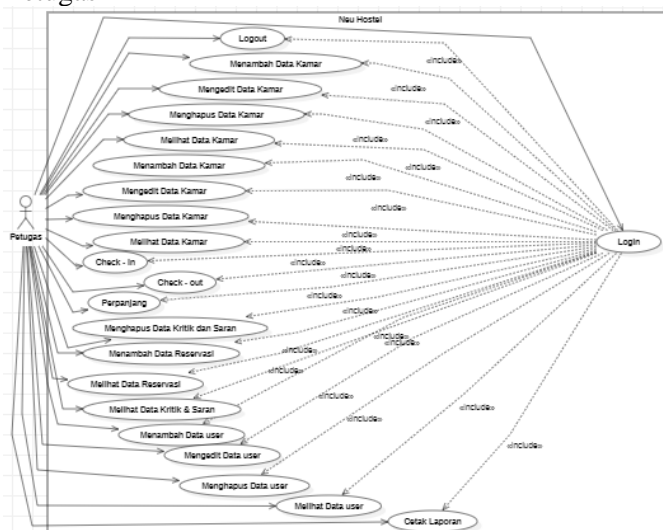 Petugas
Neu Hostel
Logout
«include»
Menambah Data Kamar
«include»
Mengedit Data Kamar
«include»
Menghapus Data Kamar
«include»
Melihat Data Kamar
«include»
Menambah Data Kamar
«include»
Mengedit Data Kamar
«include»
Menghapus Data Kamar
Petugas
Melihat Data Kamar
Login
«include»
Check - In
«include»
Check - out
«include»
Perpanjang
«include»
Menghapus Data Kritik dan Saran
«include»
«include»
«include»
Menambah Data Reservasi
«include»
Melihat Data Reservasi
«include»
Melihat Data Kritik & Saran
«include»
«include»
Menambah Data user
«include»
Mengedit Data user
«include»
Menghapus Data user
Melihat Data user
Cetak Laporan